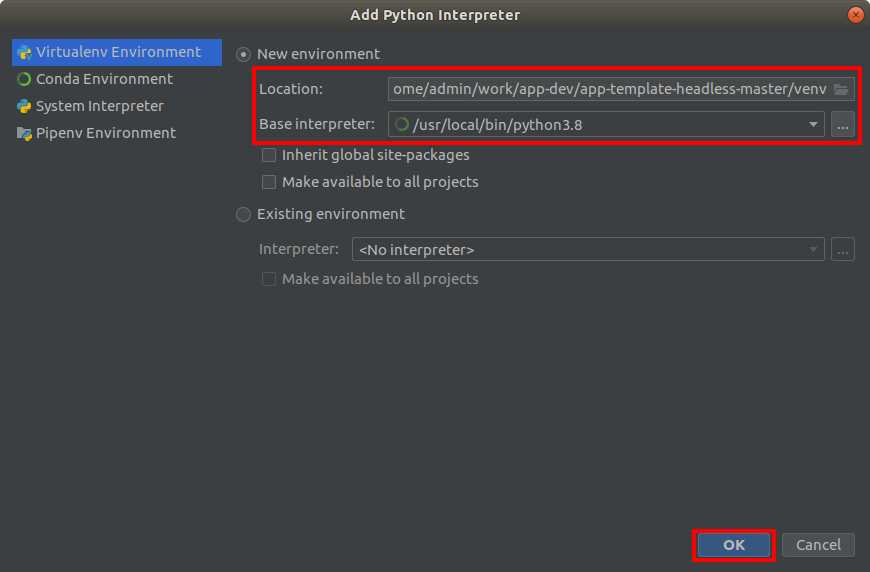 Add Python Interpreter
Virtualenv Environment
Conda Environment
System Interpreter
Pipenv Environment
New environment
Location: ome/admin/work/app-dev/app-template-headless-master/venv
Base interpreter: /usr/local/bin/python3.8 ...
Inherit global site-packages
Make available to all projects
Existing environment
Interpreter: <No interpreter> ...
Make available to all projects
OK Cancel